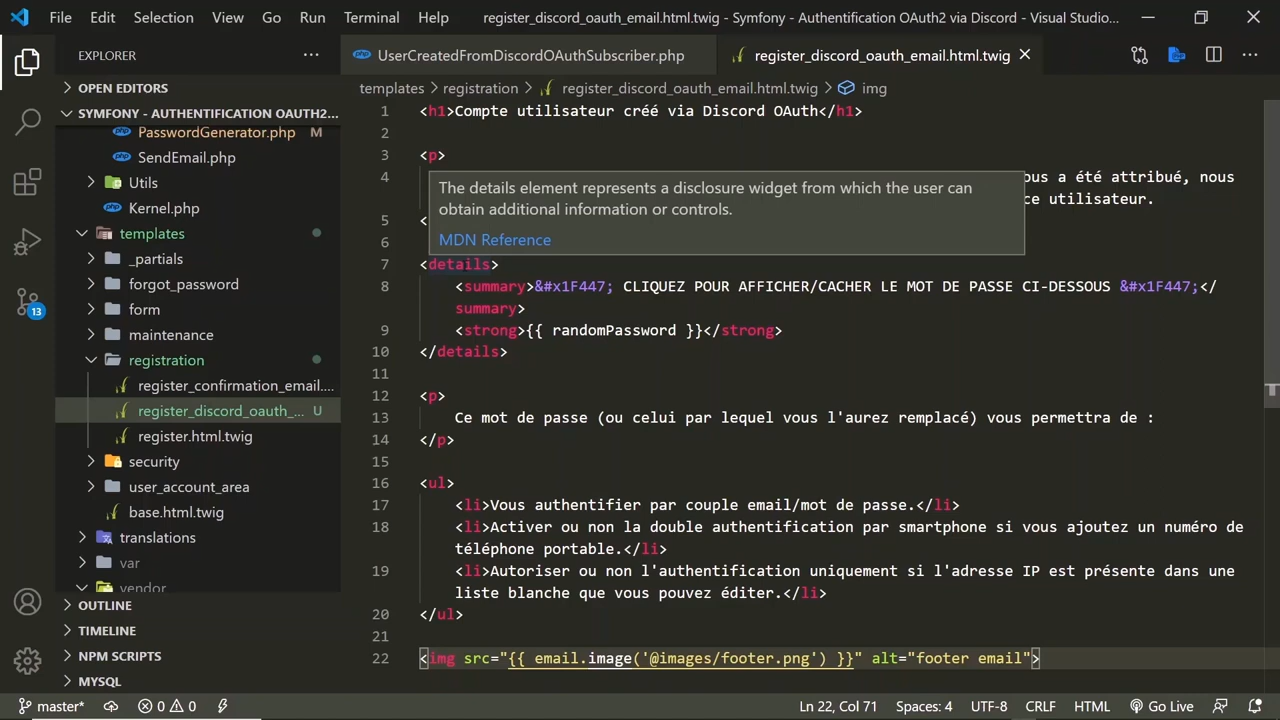 File Edit Selection View Go Run Terminal Help register_discord_oauth_email.html.twig - Symfony - Authentification OAuth2 via Discord - Visual Studio...
EXPLORER
OPEN EDITORS
SYMFONY - AUTHENTIFICATION OAUTH2...
PasswordGenerator.php M
SendEmail.php
Utils
Kernel.php
templates
_partials
forgot_password
form
maintenance
registration
register_confirmation_email....
register_discord_oauth_... U
register.html.twig
security
user_account_area
base.html.twig
translations
var
vendor
OUTLINE
TIMELINE
NPM SCRIPTS
MYSQL
13
UserCreatedFromDiscordOAuthSubscriber.php register_discord_oauth_email.html.twig
templates > registration > register_discord_oauth_email.html.twig > img
1 <h1>Compte utilisateur créé via Discord OAuth</h1>
2
3 <p>
4 ous a été attribué, nous
ce utilisateur.
The details element represents a disclosure widget from which the user can
obtain additional information or controls.
MDN Reference
5 <
6
7 <details>
8 <summary>&#x1F447; CLIQUEZ POUR AFFICHER/CACHER LE MOT DE PASSE CI-DESSOUS &#x1F447;</
summary>
9 <strong>{{ randomPassword }}</strong>
10 </details>
11
12 <p>
13 Ce mot de passe (ou celui par lequel vous l'aurez remplacé) vous permettra de :
14 </p>
15
16 <ul>
17 <li>Vous authentifier par couple email/mot de passe.</li>
18 <li>Activer ou non la double authentification par smartphone si vous ajoutez un numéro de
téléphone portable.</li>
19 <li>Autoriser ou non l'authentification uniquement si l'adresse IP est présente dans une
liste blanche que vous pouvez éditer.</li>
20 </ul>
21
22 <img src="{{ email.image('@images/footer.png') }}" alt="footer email">
master* 0 0 Ln 22, Col 71 Spaces: 4 UTF-8 CRLF HTML Go Live